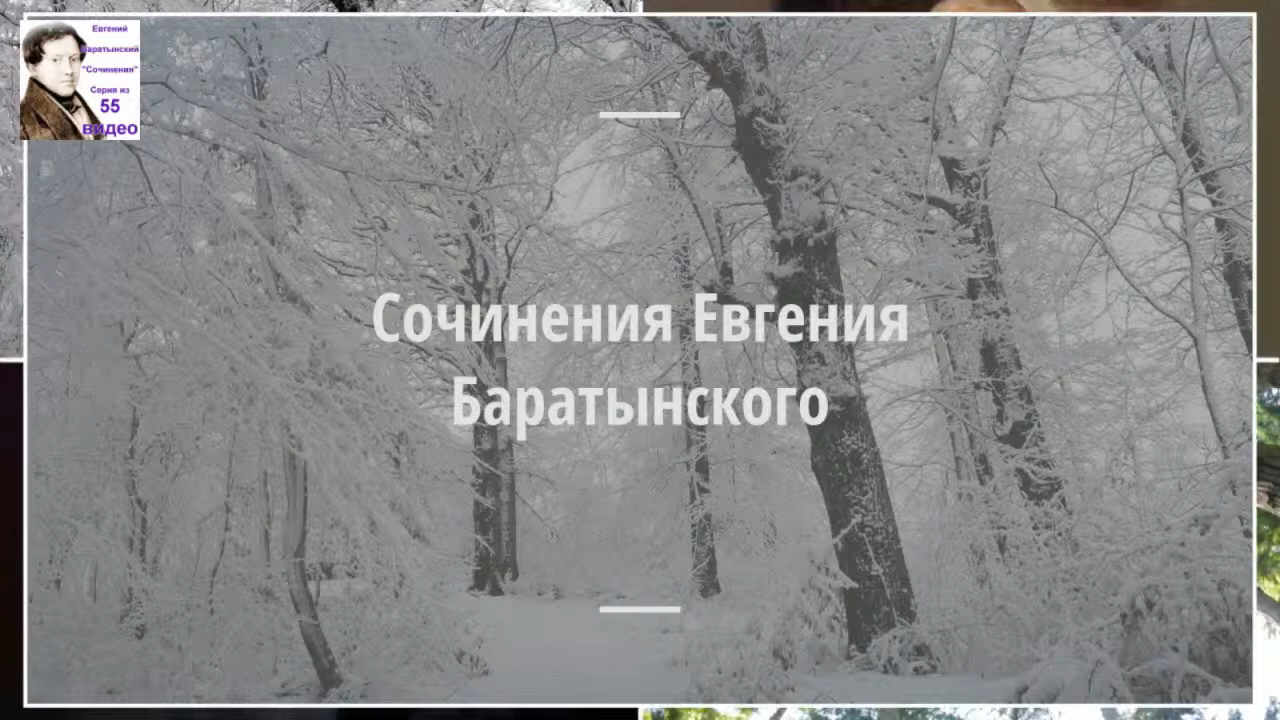 Евгений
Баратынский
"Сочинения"
Серия из
55
видео
Сочинения Евгения
Баратынского